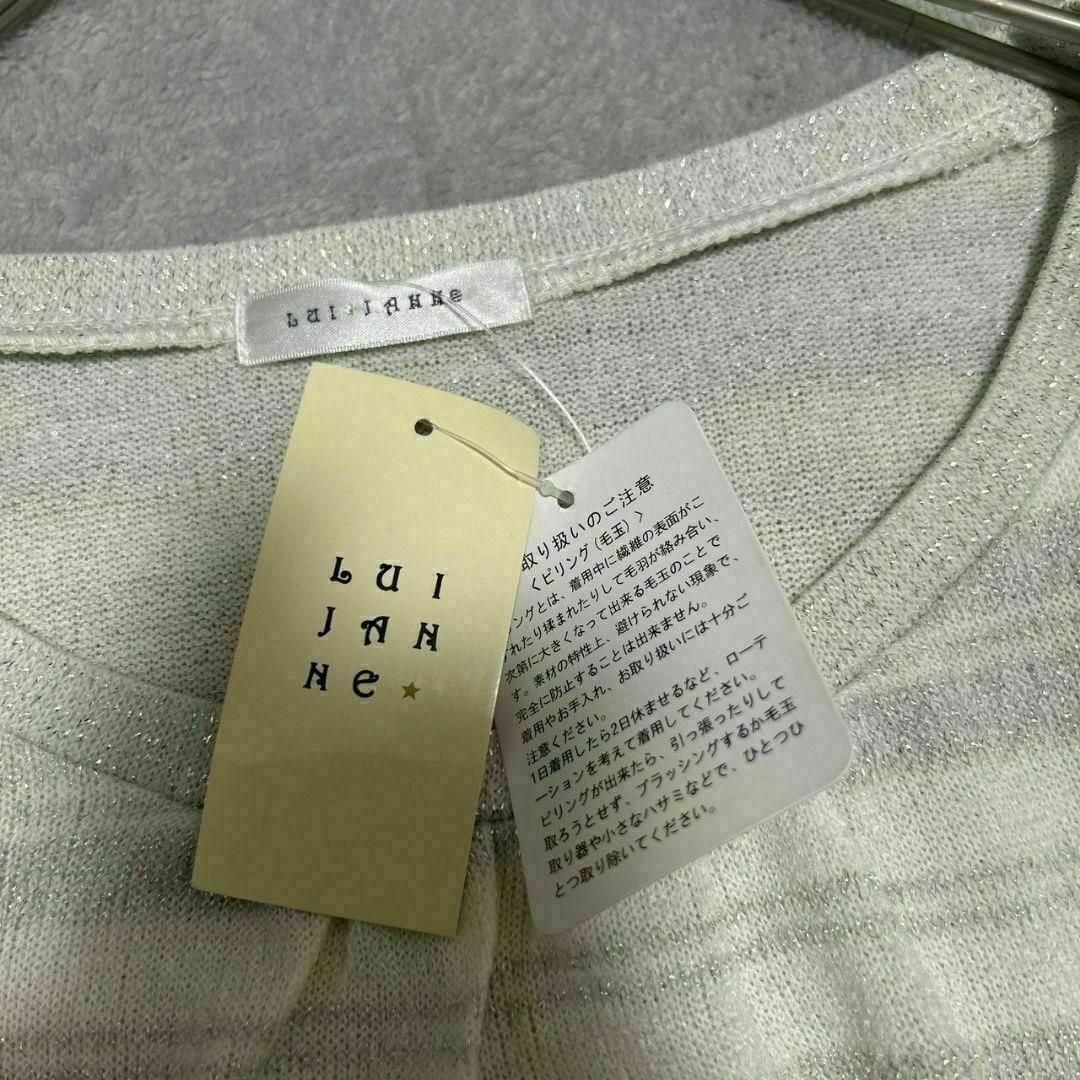 LUI★JANNe
LUI
JAN
Ne★
取り扱いのご注意
〈ピリング（毛玉）〉
ングとは、着用中に繊維の表面がこ
れたり揉まれたりして毛羽が絡み合い、
次第に大きくなって出来る毛玉のことで
す。素材の特性上、避けられない現象で、
完全に防止することは出来ません。
着用やお手入れ、お取り扱いには十分ご
注意ください。
1日着用したら2日休ませるなど、ローテ
ーションを考えて着用してください。
ピリングが出来たら、引っ張ったりして
取ろうとせず、ブラッシングするか毛玉
取り器や小さなハサミなどで、ひとつひ
とつ取り除いてください。